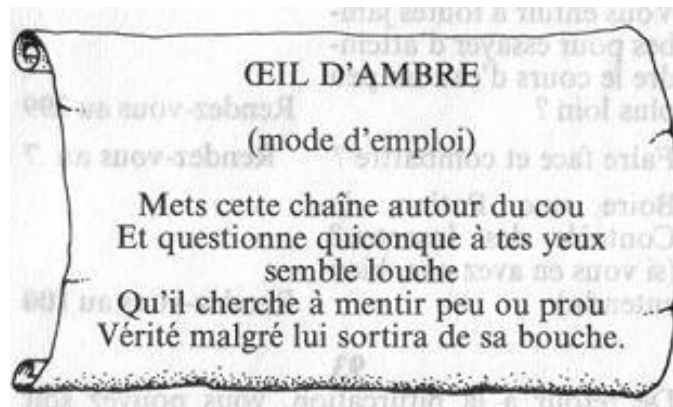 ŒIL D'AMBRE
(mode d'emploi)
Mets cette chaîne autour du cou
Et questionne quiconque à tes yeux
semble louche
Qu'il cherche à mentir peu ou prou
Vérité malgré lui sortira de sa bouche.